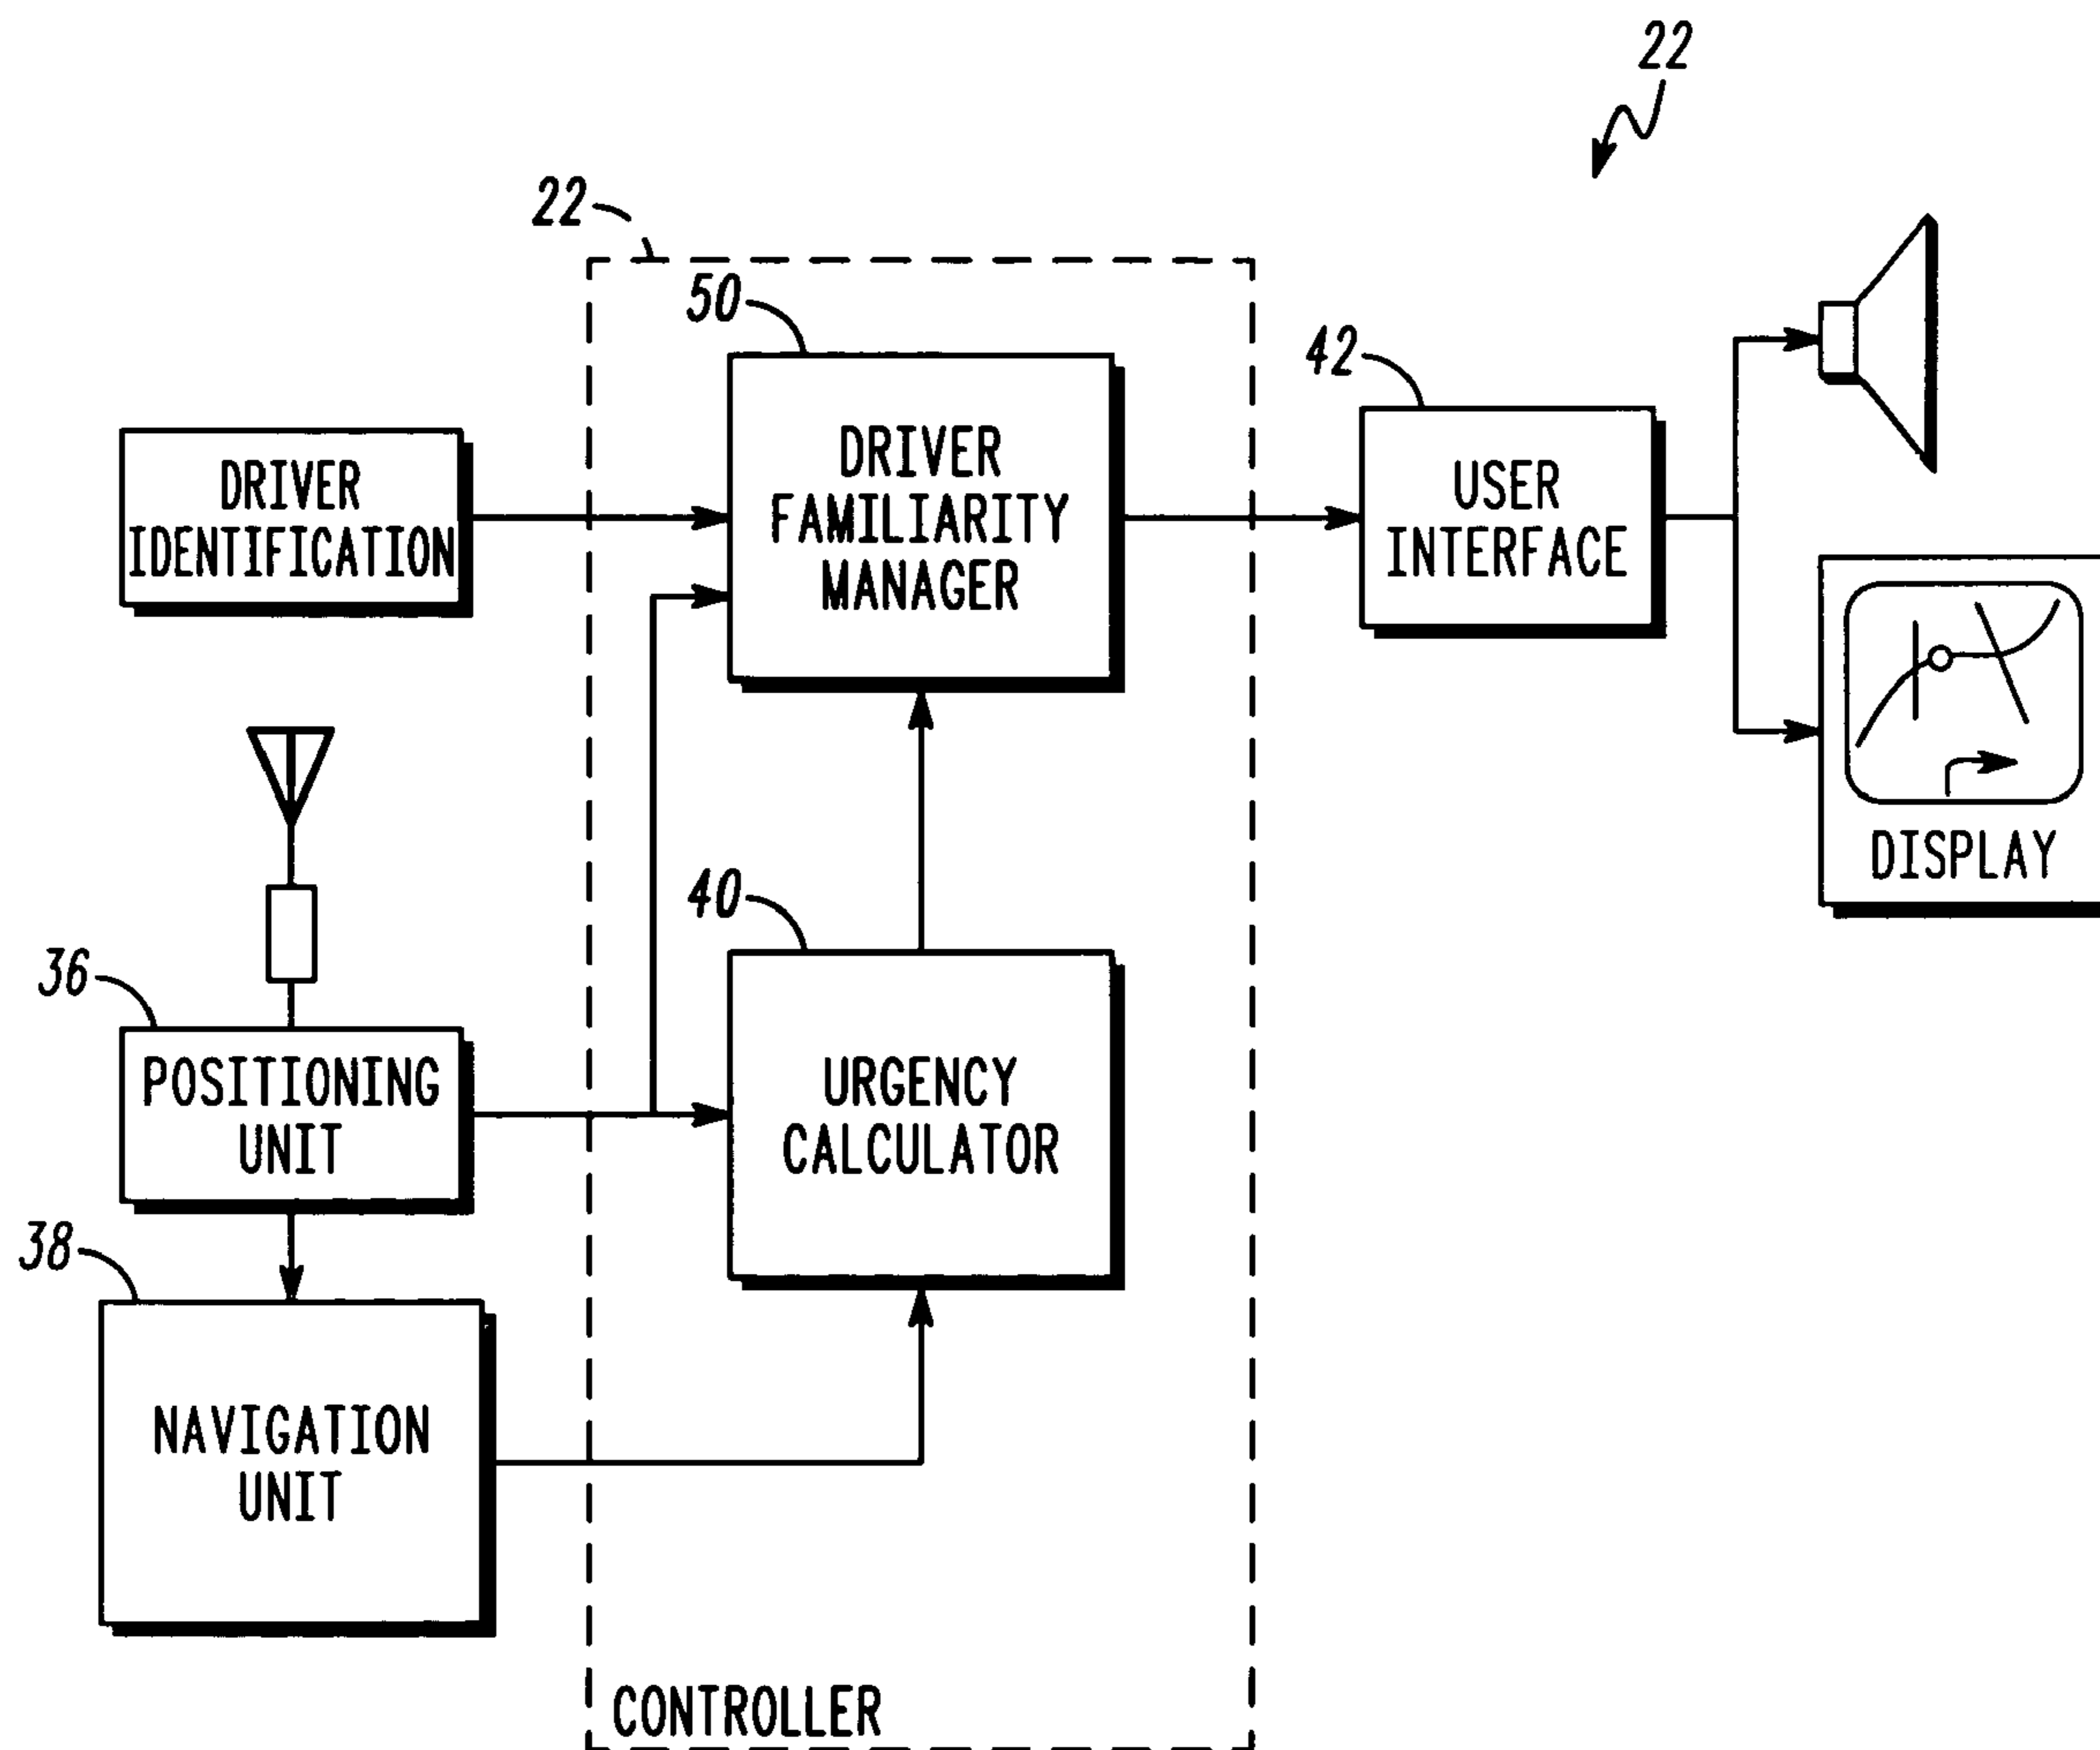 22
22
50
DRIVER
FAMILIARITY
MANAGER
42
USER
INTERFACE
DRIVER
IDENTIFICATION
DISPLAY
40
URGENCY
CALCULATOR
36
POSITIONING
UNIT
38
NAVIGATION
UNIT
CONTROLLER